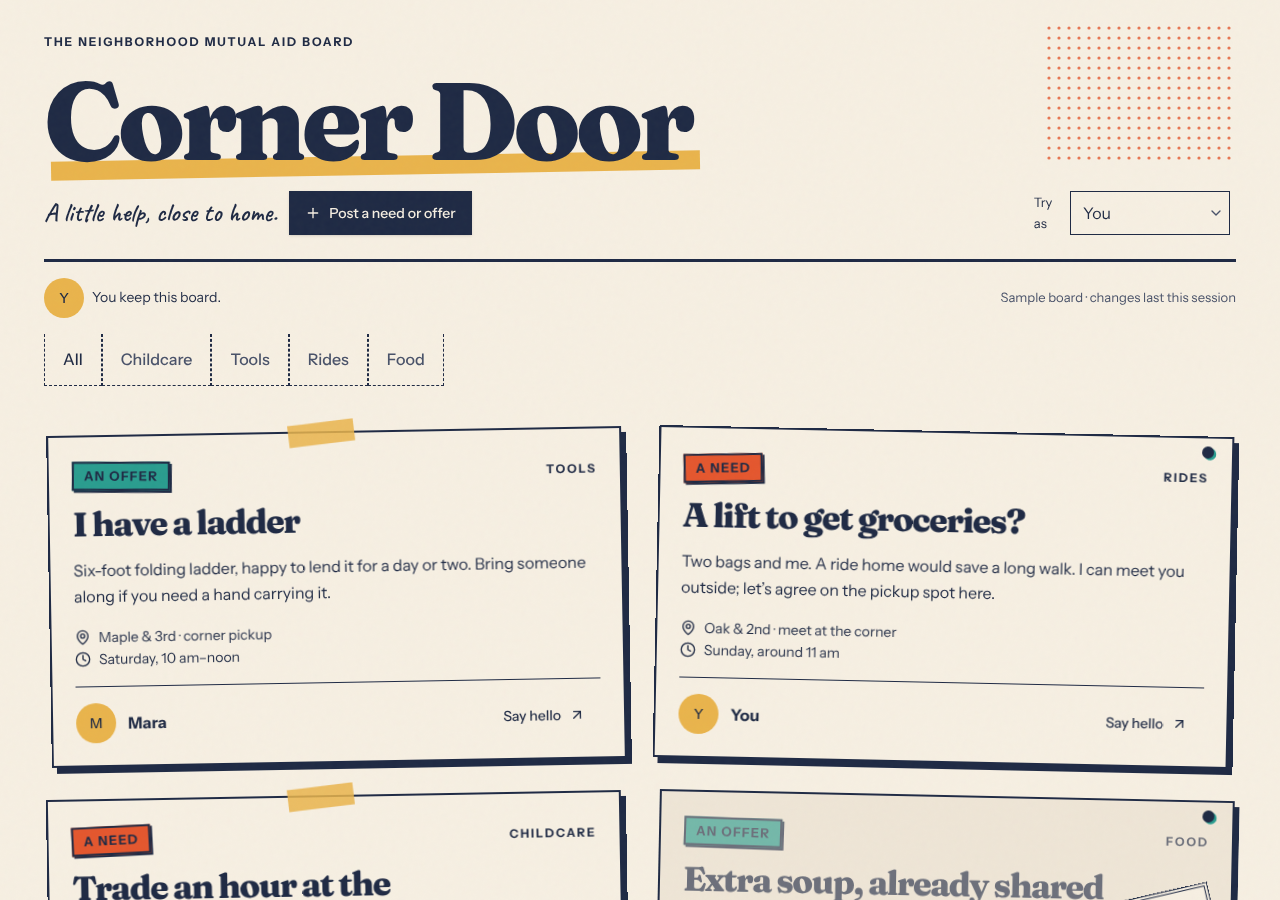 THE NEIGHBORHOOD MUTUAL AID BOARD
Corner Door
A little help, close to home.
+ Post a need or offer
Try as
You
Y
You keep this board.
Sample board · changes last this session
All
Childcare
Tools
Rides
Food
AN OFFER
TOOLS
I have a ladder
Six-foot folding ladder, happy to lend it for a day or two. Bring someone
along if you need a hand carrying it.
Maple & 3rd · corner pickup
Saturday, 10 am–noon
M
Mara
Say hello
A NEED
RIDES
A lift to get groceries?
Two bags and me. A ride home would save a long walk. I can meet you
outside; let’s agree on the pickup spot here.
Oak & 2nd · meet at the corner
Sunday, around 11 am
Y
You
Say hello
A NEED
CHILDCARE
Trade an hour at the
AN OFFER
FOOD
Extra soup, already shared